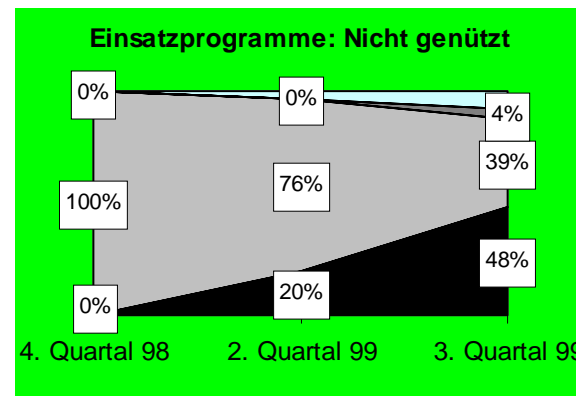 Einsatzprogramme: Nicht genützt
0%
0%
4%
39%
100%
76%
48%
20%
0%
4. Quartal 98
2. Quartal 99
3. Quartal 99